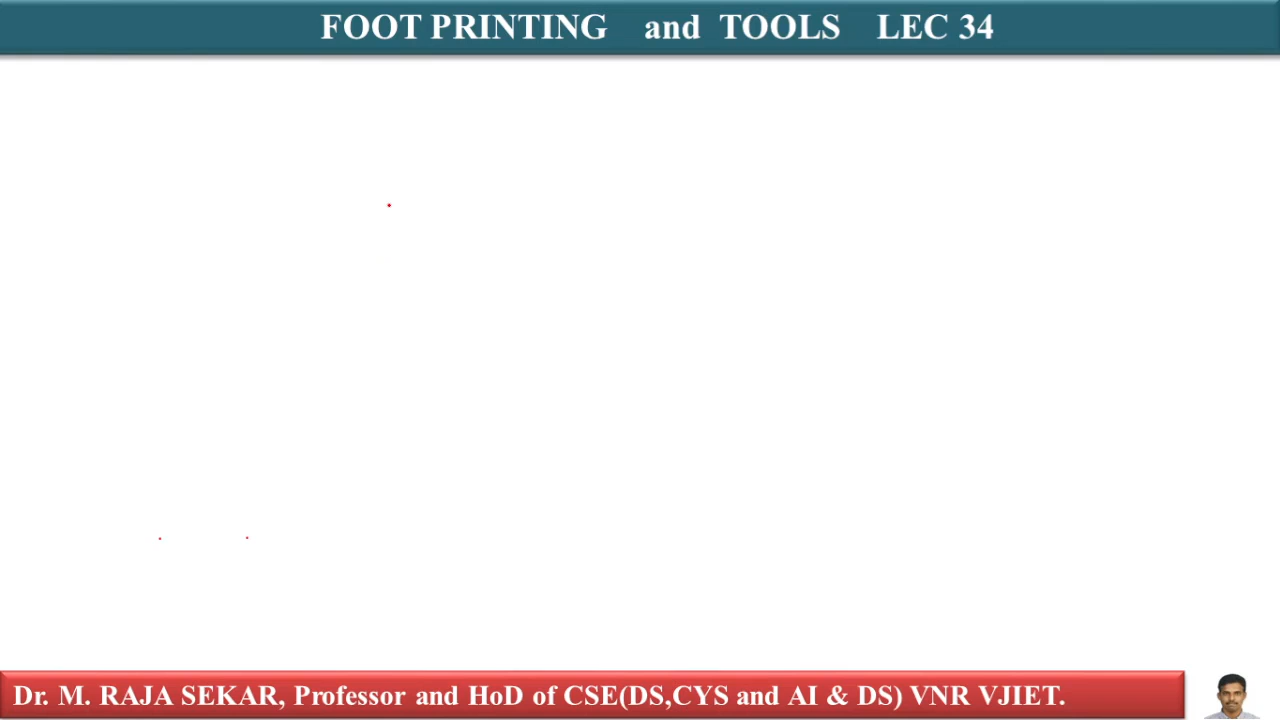 FOOT PRINTING and TOOLS LEC 34
Dr. M. RAJA SEKAR, Professor and HoD of CSE(DS,CYS and AI & DS) VNR VJIET.